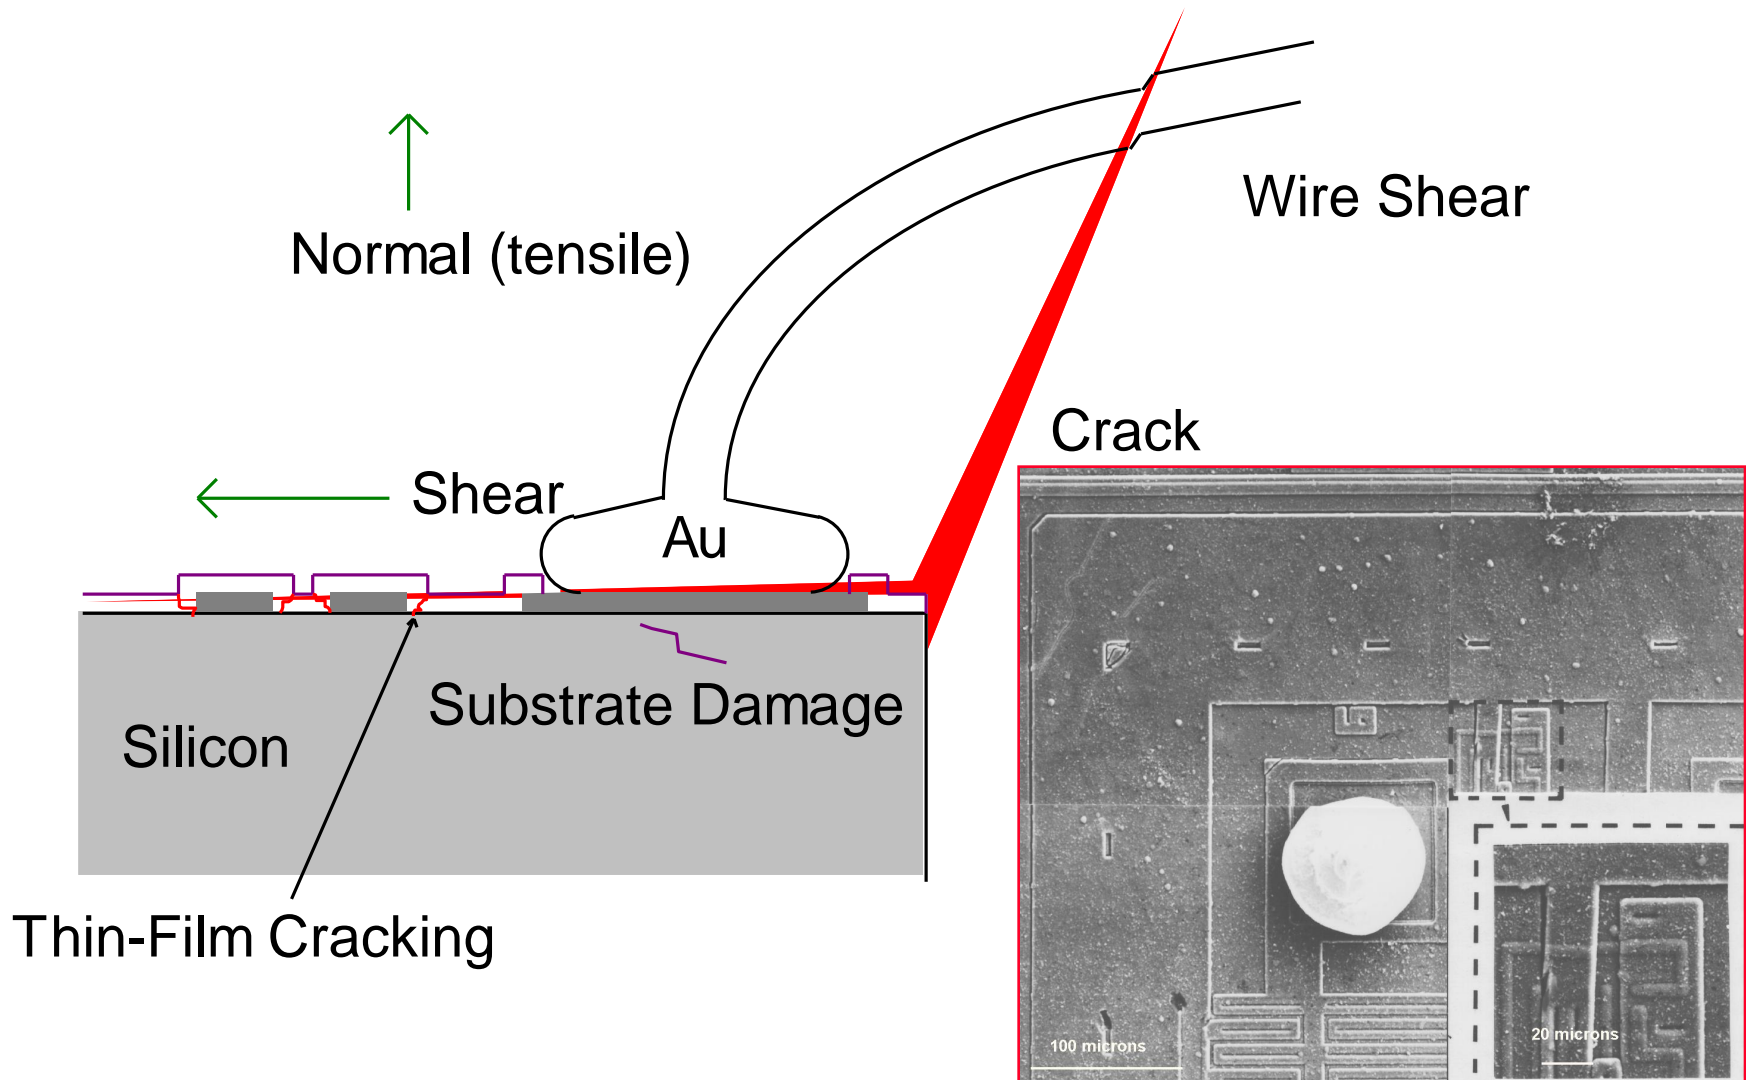 Wire Shear
Normal (tensile)
Crack
Shear
Au
Substrate Damage
Silicon
Thin-Film Cracking
20 microns
100 microns